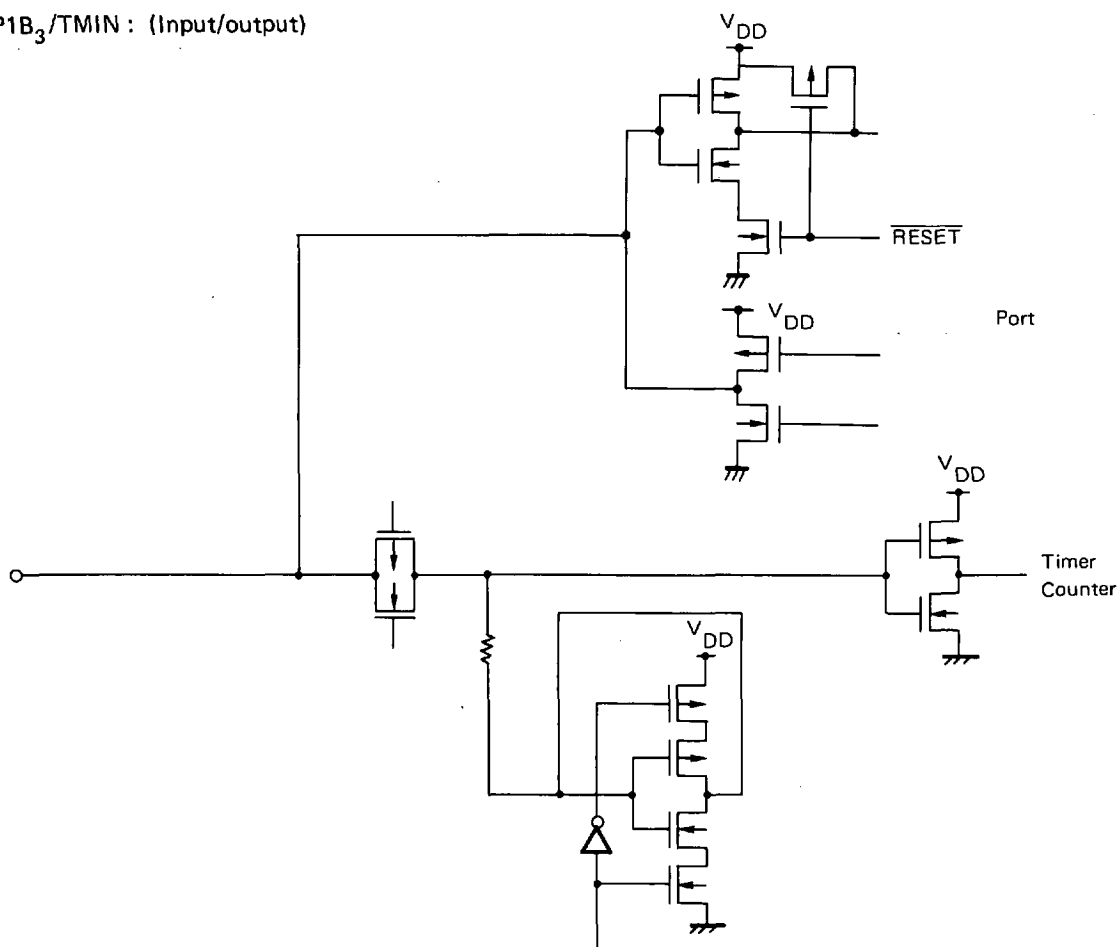 P1B3/TMIN : (Input/output)
VDD
RESET
VDD
Port
VDD
Timer
Counter
VDD